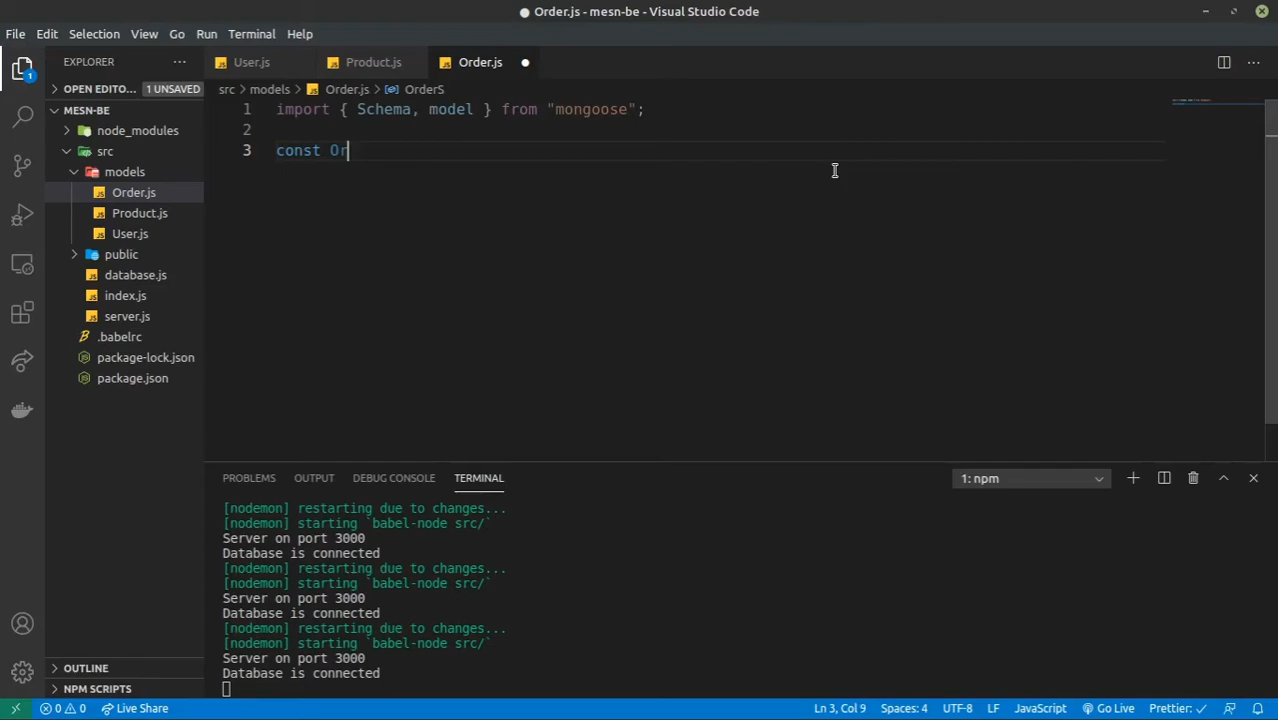 Order.js - mesn-be - Visual Studio Code
File Edit Selection View Go Run Terminal Help
EXPLORER
User.js Product.js Order.js
OPEN EDITO... 1 UNSAVED
src > models > Order.js > OrderS
MESN-BE
node_modules
src
models
Order.js
Product.js
User.js
public
database.js
index.js
server.js
.babelrc
package-lock.json
package.json
OUTLINE
NPM SCRIPTS
1
1 import { Schema, model } from "mongoose";
2
3 const Or
PROBLEMS OUTPUT DEBUG CONSOLE TERMINAL 1: npm
[nodemon] restarting due to changes...
[nodemon] starting `babel-node src/`
Server on port 3000
Database is connected
[nodemon] restarting due to changes...
[nodemon] starting `babel-node src/`
Server on port 3000
Database is connected
[nodemon] restarting due to changes...
[nodemon] starting `babel-node src/`
Server on port 3000
Database is connected
0 0 Live Share Ln 3, Col 9 Spaces: 4 UTF-8 LF JavaScript Go Live Prettier: ✓